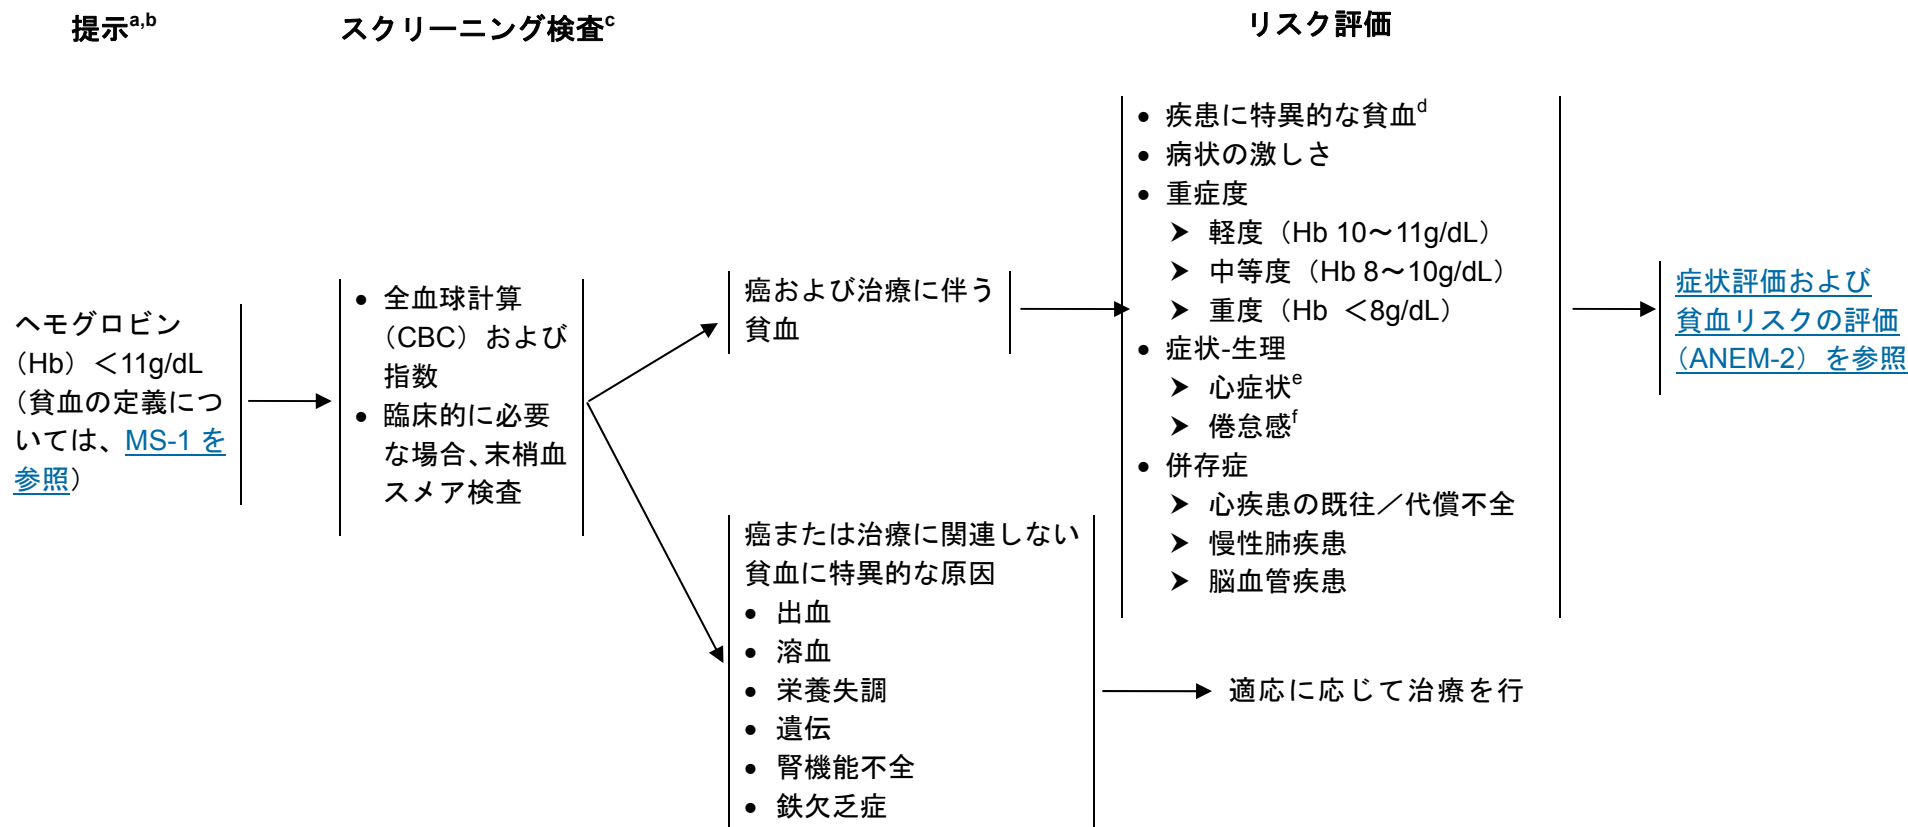 提示a,b
スクリーニング検査c
リスク評価
ヘモグロビン
（Hb）＜11g/dL
（貧血の定義につ
いては、MS-1 を
参照）
• 全血球計算
（CBC）および
指数
• 臨床的に必要
な場合、末梢血
スメア検査
癌および治療に伴う
貧血
癌または治療に関連しない
貧血に特異的な原因
• 出血
• 溶血
• 栄養失調
• 遺伝
• 腎機能不全
• 鉄欠乏症
• 疾患に特異的な貧血d
• 病状の激しさ
• 重症度
➤ 軽度（Hb 10～11g/dL）
➤ 中等度（Hb 8～10g/dL）
➤ 重度（Hb ＜8g/dL）
• 症状-生理
➤ 心症状e
➤ 倦怠感f
• 併存症
➤ 心疾患の既往／代償不全
➤ 慢性肺疾患
➤ 脳血管疾患
適応に応じて治療を行
症状評価および
貧血リスクの評価
（ANEM-2）を参照